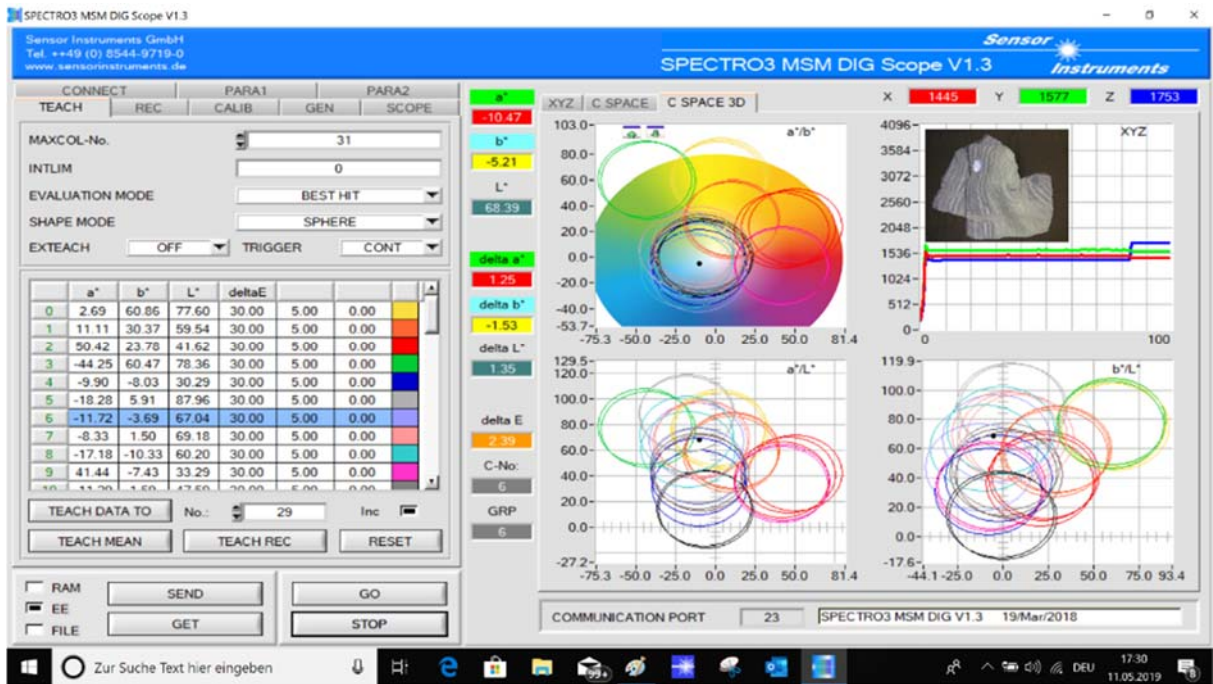 SPECTRO3 MSM DIG Scope V1.3
Sensor Instruments GmbH
Tel. ++49 (0) 8544-9719-0
www.sensorinstruments.de
Sensor
Instruments
SPECTRO3 MSM DIG Scope V1.3
CONNECT PARA1 PARA2
TEACH REC CALIB GEN SCOPE
MAXCOL-No. 31
INTLIM 0
EVALUATION MODE BEST HIT
SHAPE MODE SPHERE
EXTEACH OFF TRIGGER CONT
a* b* L* deltaE
0 2.69 60.86 77.60 30.00 5.00 0.00
1 11.11 30.37 59.54 30.00 5.00 0.00
2 50.42 23.78 41.62 30.00 5.00 0.00
3 -44.25 60.47 78.36 30.00 5.00 0.00
4 -9.90 -8.03 30.29 30.00 5.00 0.00
5 -18.28 5.91 87.96 30.00 5.00 0.00
6 -11.72 -3.69 67.04 30.00 5.00 0.00
7 -8.33 1.50 69.18 30.00 5.00 0.00
8 -17.18 -10.33 60.20 30.00 5.00 0.00
9 41.44 -7.43 33.29 30.00 5.00 0.00
TEACH DATA TO No.: 29 Inc
TEACH MEAN TEACH REC RESET
RAM
EE
FILE
SEND
GET
GO
STOP
a*
-10.47
b*
-5.21
L*
68.39
delta a*
1.25
delta b*
-1.53
delta L*
1.35
delta E
2.39
C-No:
6
GRP
6
XYZ C SPACE C SPACE 3D
X 1445 Y 1577 Z 1753
a*/b*
103.0
80.0
60.0
40.0
20.0
0.0
-20.0
-40.0
-53.7
-75.3 -50.0 -25.0 0.0 25.0 50.0 81.4
XYZ
4096
3584
3072
2560
2048
1536
1024
512
0
0 100
a*/L*
129.5
120.0
100.0
80.0
60.0
40.0
20.0
0.0
-27.2
-75.3 -50.0 -25.0 0.0 25.0 50.0 81.4
b*/L*
119.9
100.0
80.0
60.0
40.0
20.0
0.0
-17.6
-44.1 -25.0 0.0 25.0 50.0 75.0 93.4
COMMUNICATION PORT 23 SPECTRO3 MSM DIG V1.3 19/Mar/2018
Zur Suche Text hier eingeben
99+
DEU
17:30
11.05.2019